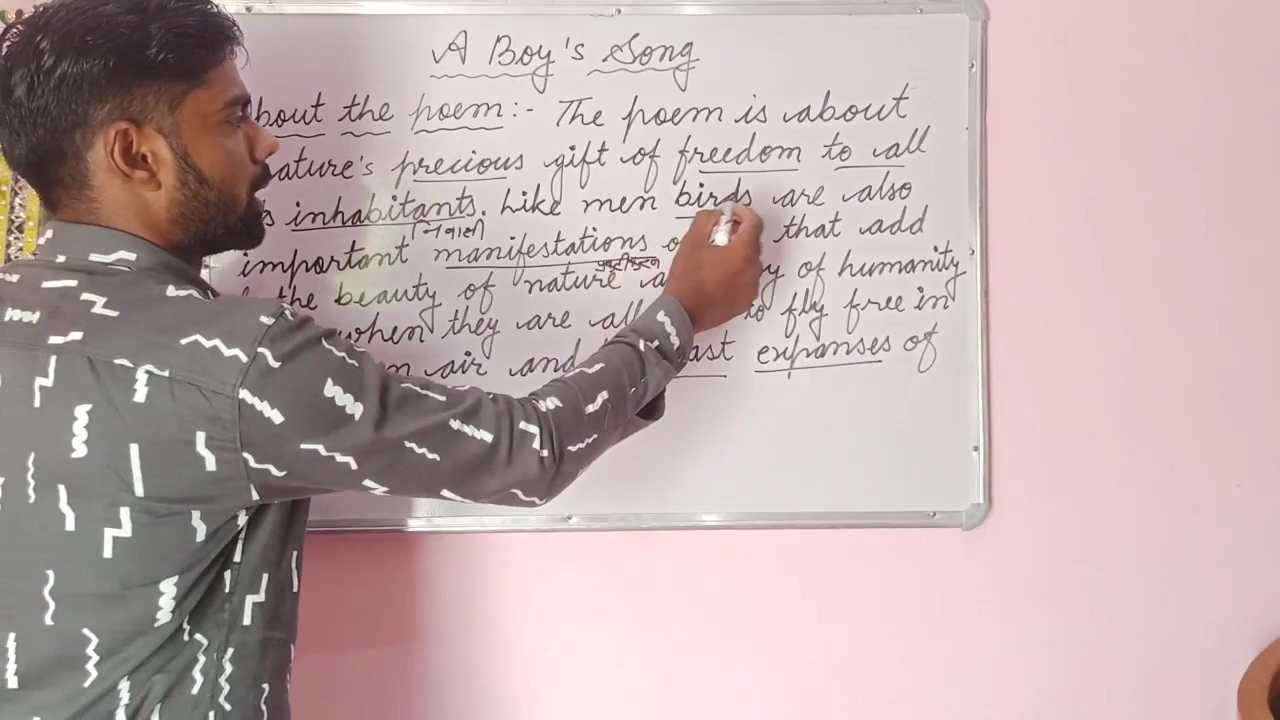 A Boy's Song
bout the poem :- The poem is about
ature's precious gift of freedom to all
inhabitants. Like men birds are also
निवासी
important manifestations that add
the beauty of nature of humanity
when they are all to fly free in
air and ast expanses of